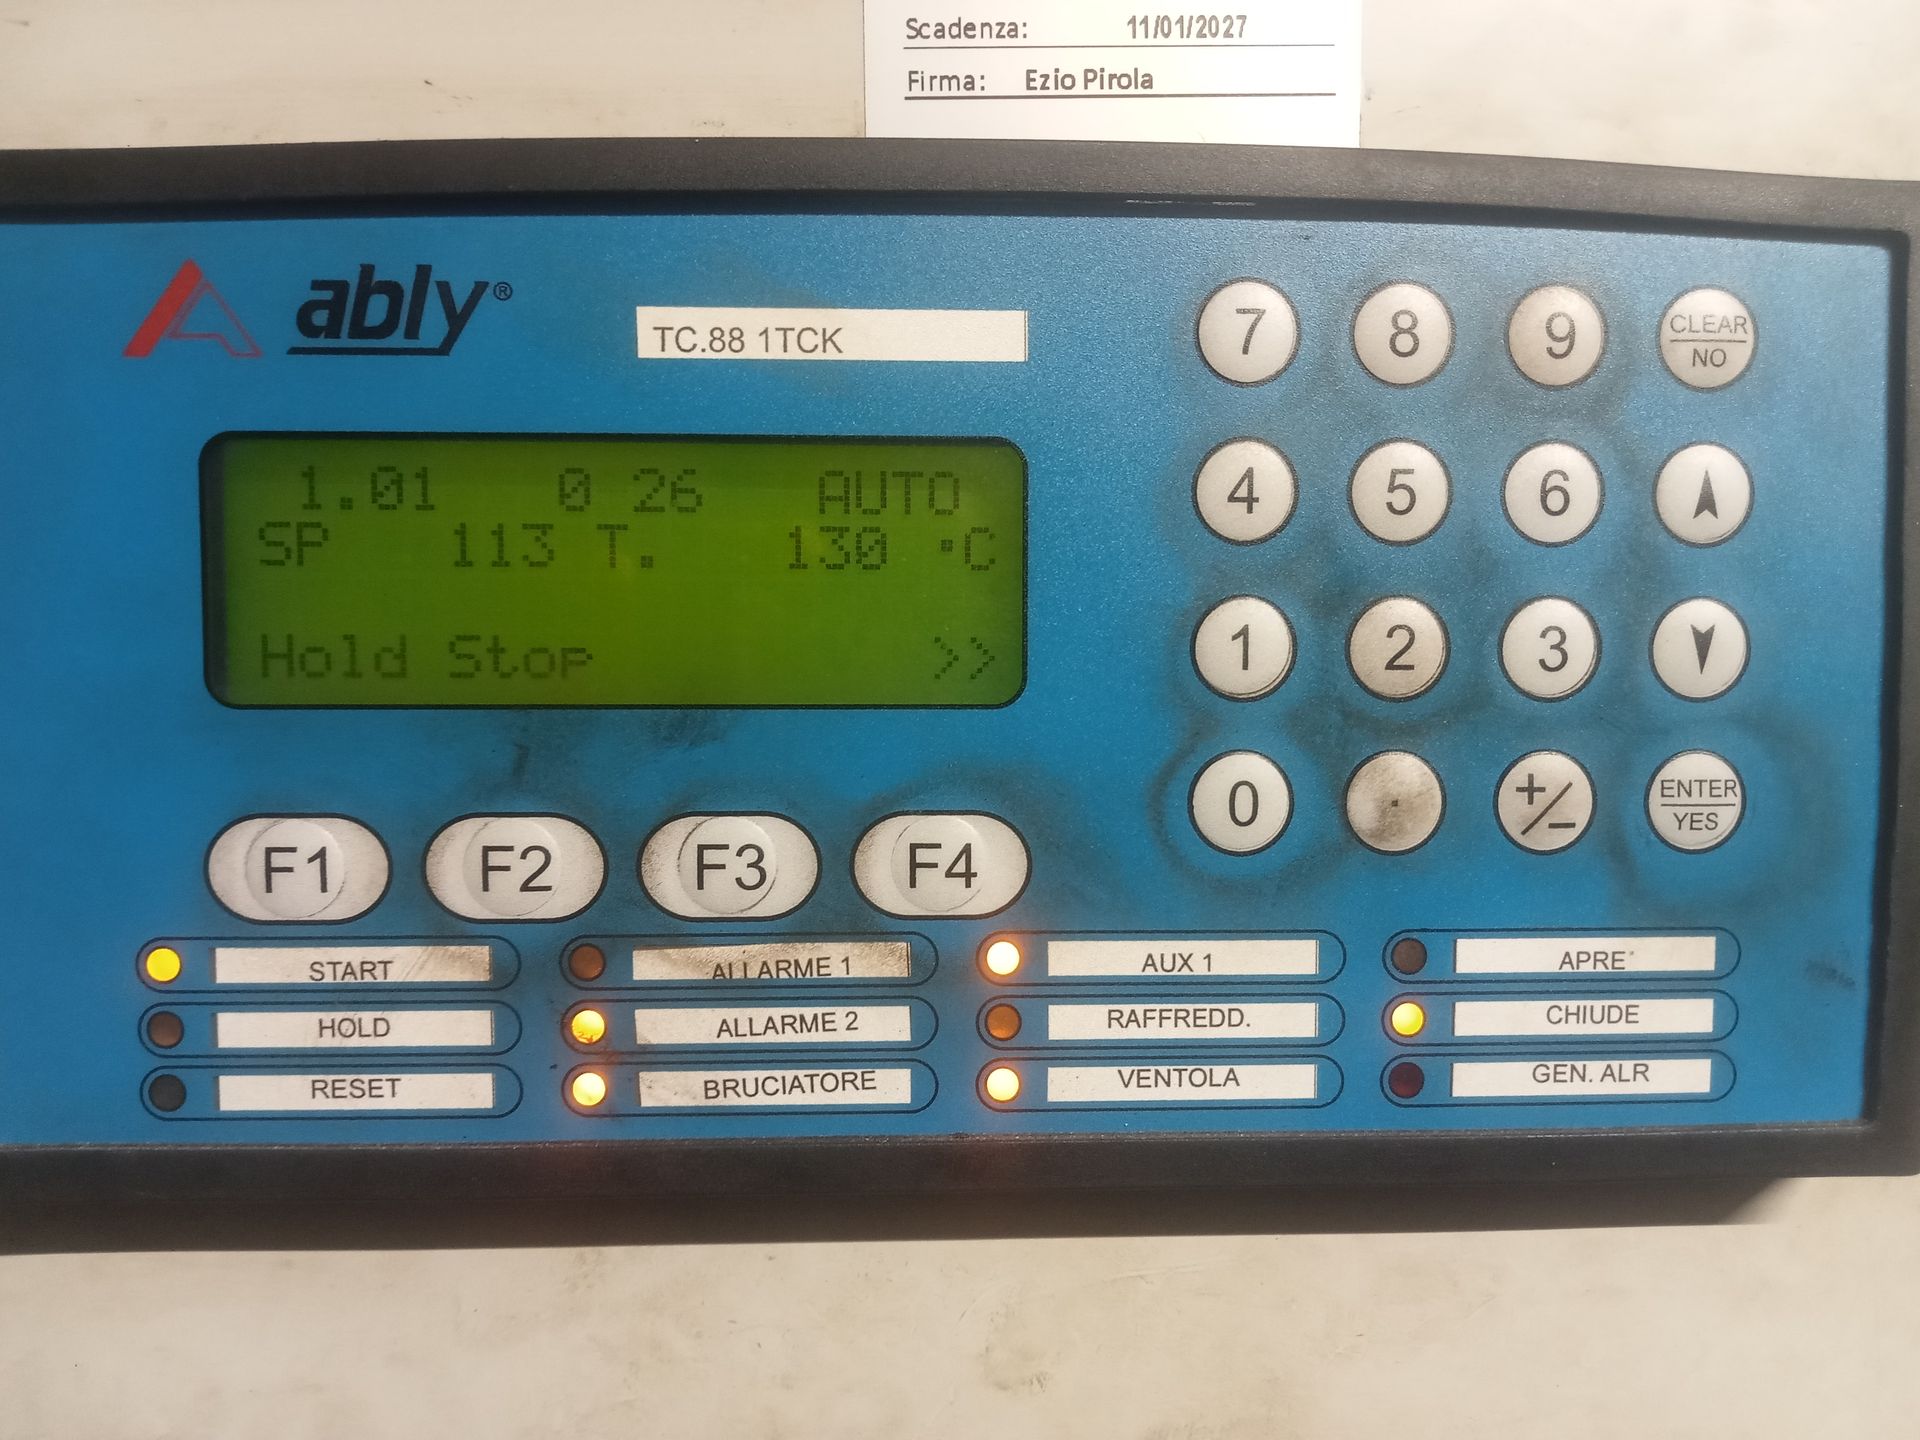 Scadenza: 11/01/2027
Firma: Ezio Pirola
ably®
TC.88 1TCK
1.01 0 26 AUTO
SP 113 T. 130 °C
Hold Stop >>
7 8 9 CLEAR/NO
4 5 6
1 2 3
0 . +/- ENTER/YES
F1 F2 F3 F4
START ALLARME 1 AUX 1 APRE
HOLD ALLARME 2 RAFFREDD. CHIUDE
RESET BRUCIATORE VENTOLA GEN. ALR